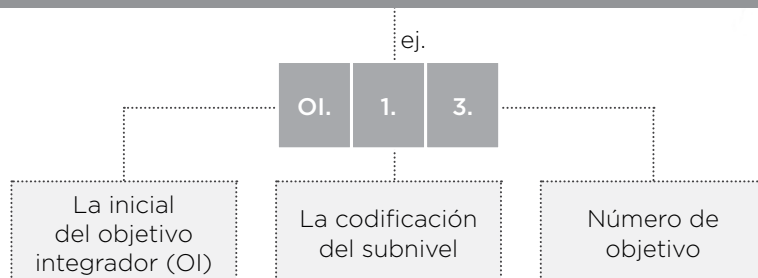 ej.
OI. 1. 3.
La inicial
del objetivo
integrador (OI)
La codificación
del subnivel
Número de
objetivo